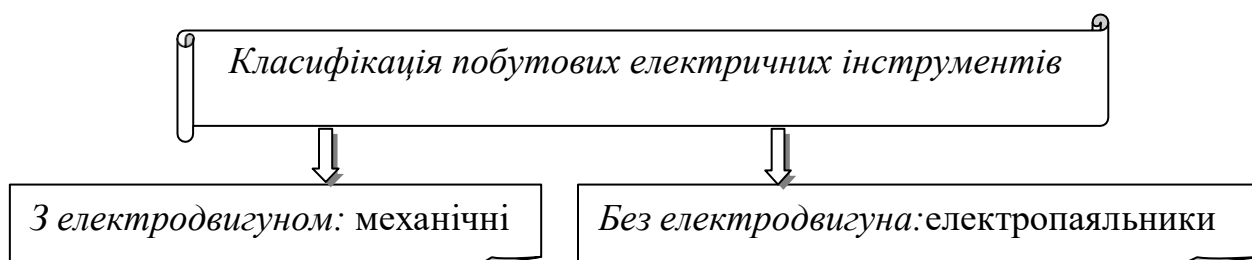 Класифікація побутових електричних інструментів
З електродвигуном: механічні
Без електродвигуна:електропаяльники